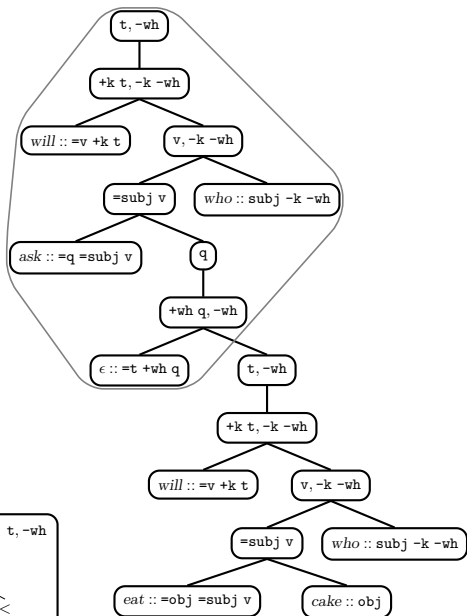 t, -wh
+k t, -k -wh
will :: =v +k t v, -k -wh
=subj v who :: subj -k -wh
ask :: =q =subj v q
+wh q, -wh
ϵ :: =t +wh q t, -wh
+k t, -k -wh
will :: =v +k t v, -k -wh
t, -wh =subj v who :: subj -k -wh
< eat :: =obj =subj v cake :: obj